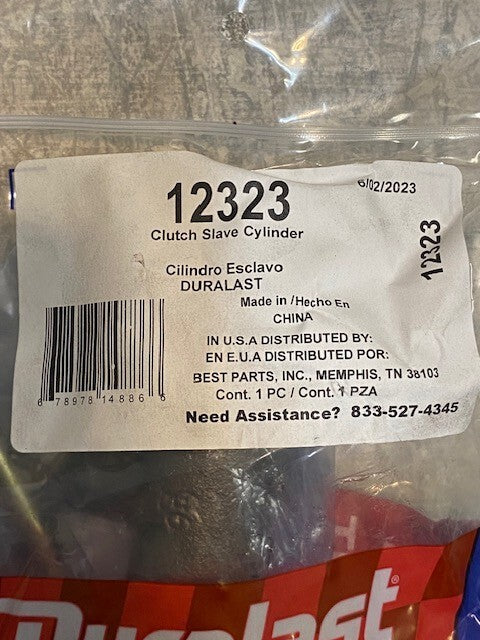 12323
6/02/2023
Clutch Slave Cylinder
12323
Cilindro Esclavo
DURALAST
Made in /Hecho En
CHINA
IN U.S.A DISTRIBUTED BY:
EN E.U.A DISTRIBUTED POR:
BEST PARTS, INC., MEMPHIS, TN 38103
Cont. 1 PC / Cont. 1 PZA
6 78978 14886 6
Need Assistance? 833-527-4345
Duralast®